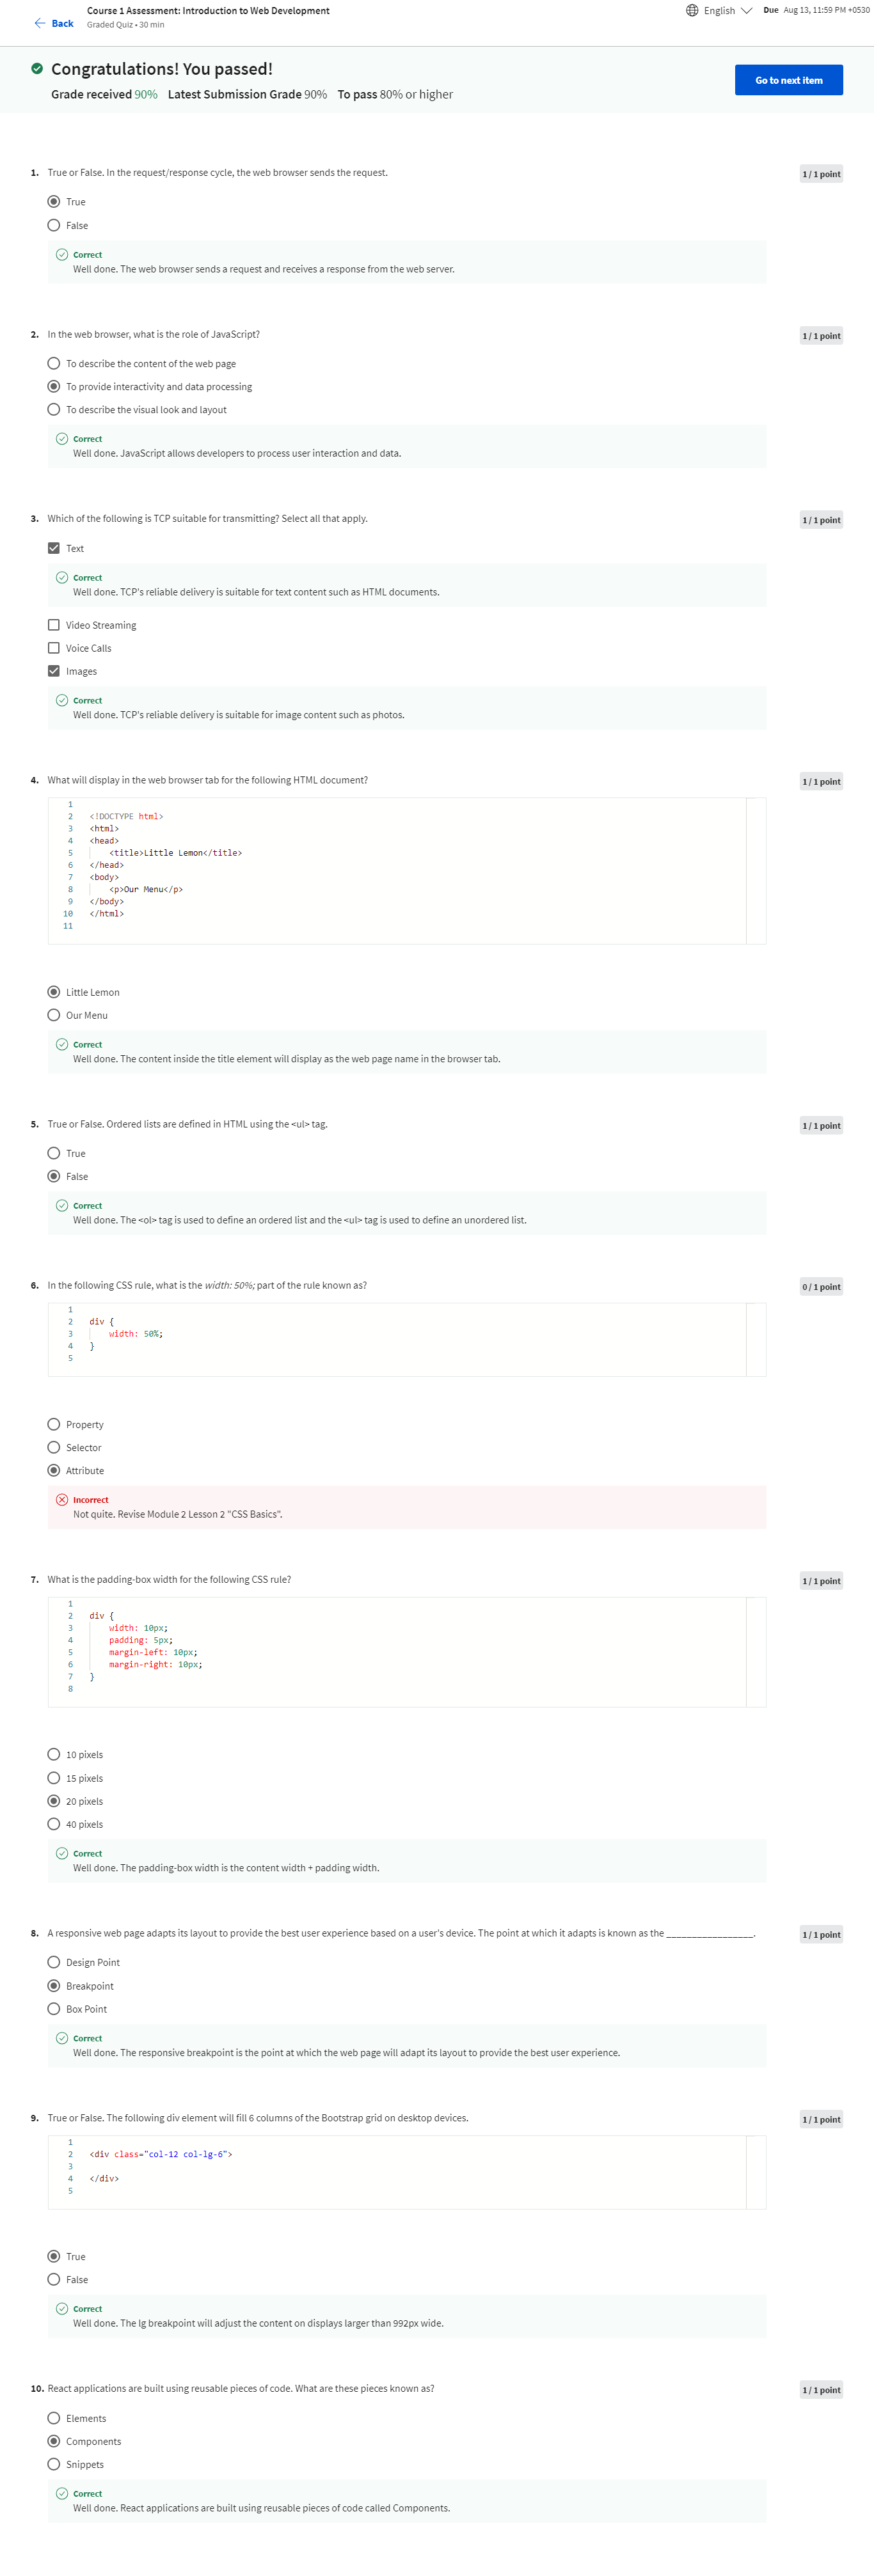 Back
Course 1 Assessment: Introduction to Web Development
Graded Quiz • 30 min
English
Due Aug 13, 11:59 PM +0530
Congratulations! You passed!
Grade received 90% Latest Submission Grade 90% To pass 80% or higher
Go to next item
1. True or False. In the request/response cycle, the web browser sends the request.
1 / 1 point
True
False
Correct
Well done. The web browser sends a request and receives a response from the web server.
2. In the web browser, what is the role of JavaScript?
1 / 1 point
To describe the content of the web page
To provide interactivity and data processing
To describe the visual look and layout
Correct
Well done. JavaScript allows developers to process user interaction and data.
3. Which of the following is TCP suitable for transmitting? Select all that apply.
1 / 1 point
Text
Correct
Well done. TCP's reliable delivery is suitable for text content such as HTML documents.
Video Streaming
Voice Calls
Images
Correct
Well done. TCP's reliable delivery is suitable for image content such as photos.
4. What will display in the web browser tab for the following HTML document?
1 / 1 point
1
2 <!DOCTYPE html>
3 <html>
4 <head>
5 <title>Little Lemon</title>
6 </head>
7 <body>
8 <p>Our Menu</p>
9 </body>
10 </html>
11
Little Lemon
Our Menu
Correct
Well done. The content inside the title element will display as the web page name in the browser tab.
5. True or False. Ordered lists are defined in HTML using the <ul> tag.
1 / 1 point
True
False
Correct
Well done. The <ol> tag is used to define an ordered list and the <ul> tag is used to define an unordered list.
6. In the following CSS rule, what is the width: 50%; part of the rule known as?
0 / 1 point
1
2 div {
3 width: 50%;
4 }
5
Property
Selector
Attribute
Incorrect
Not quite. Revise Module 2 Lesson 2 "CSS Basics".
7. What is the padding-box width for the following CSS rule?
1 / 1 point
1
2 div {
3 width: 10px;
4 padding: 5px;
5 margin-left: 10px;
6 margin-right: 10px;
7 }
8
10 pixels
15 pixels
20 pixels
40 pixels
Correct
Well done. The padding-box width is the content width + padding width.
8. A responsive web page adapts its layout to provide the best user experience based on a user's device. The point at which it adapts is known as the _________________.
1 / 1 point
Design Point
Breakpoint
Box Point
Correct
Well done. The responsive breakpoint is the point at which the web page will adapt its layout to provide the best user experience.
9. True or False. The following div element will fill 6 columns of the Bootstrap grid on desktop devices.
1 / 1 point
1
2 <div class="col-12 col-lg-6">
3
4 </div>
5
True
False
Correct
Well done. The lg breakpoint will adjust the content on displays larger than 992px wide.
10. React applications are built using reusable pieces of code. What are these pieces known as?
1 / 1 point
Elements
Components
Snippets
Correct
Well done. React applications are built using reusable pieces of code called Components.